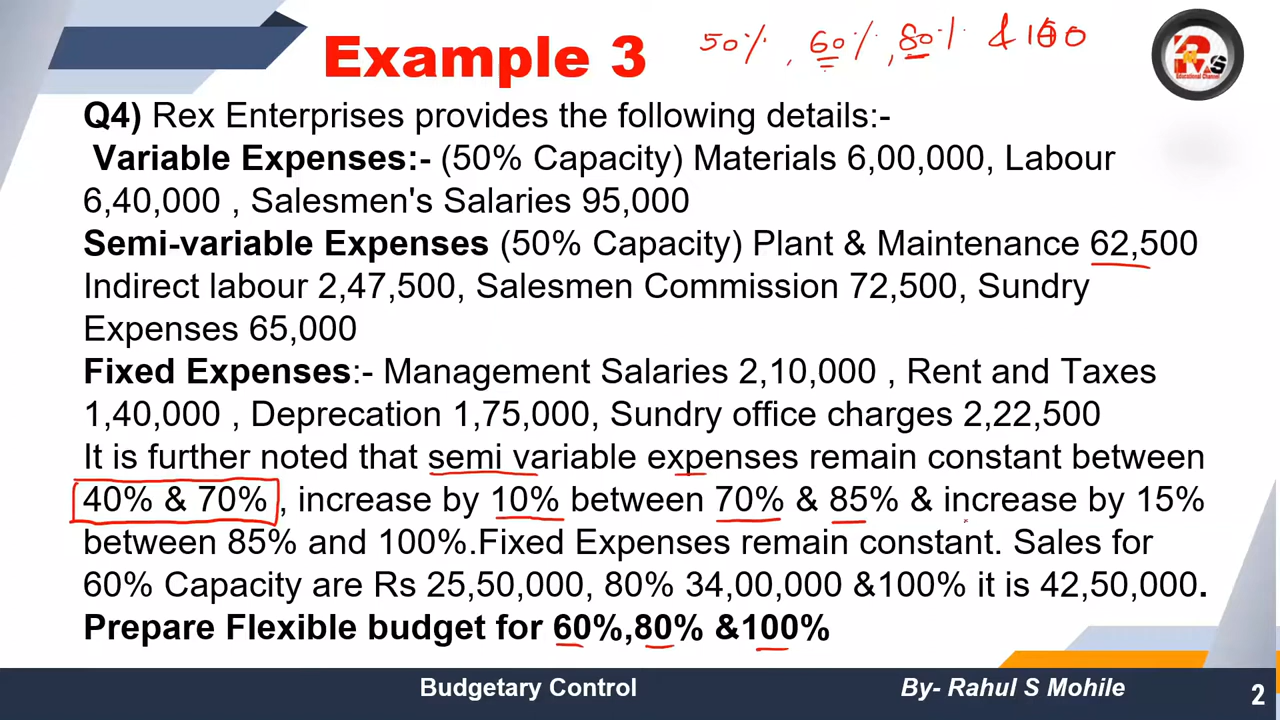 Example 3
50% , 60% , 80% & 100
Q4) Rex Enterprises provides the following details:-
Variable Expenses:- (50% Capacity) Materials 6,00,000, Labour
6,40,000 , Salesmen's Salaries 95,000
Semi-variable Expenses (50% Capacity) Plant & Maintenance 62,500
Indirect labour 2,47,500, Salesmen Commission 72,500, Sundry
Expenses 65,000
Fixed Expenses:- Management Salaries 2,10,000 , Rent and Taxes
1,40,000 , Deprecation 1,75,000, Sundry office charges 2,22,500
It is further noted that semi variable expenses remain constant between
40% & 70% , increase by 10% between 70% & 85% & increase by 15%
between 85% and 100%.Fixed Expenses remain constant. Sales for
60% Capacity are Rs 25,50,000, 80% 34,00,000 &100% it is 42,50,000.
Prepare Flexible budget for 60%,80% &100%
Budgetary Control
By- Rahul S Mohile
2